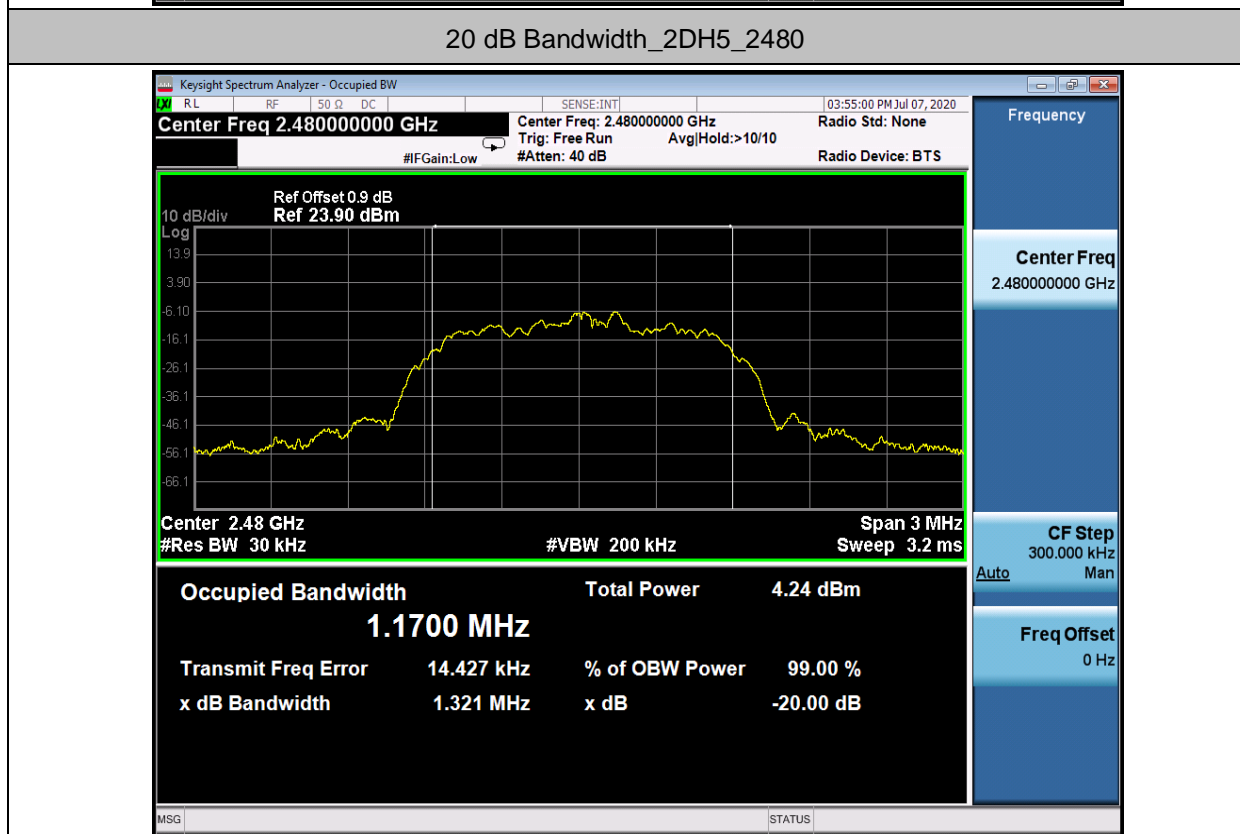 20 dB Bandwidth_2DH5_2480
Keysight Spectrum Analyzer - Occupied BW
LXI RL RF 50 Ω DC SENSE:INT 03:55:00 PM Jul 07, 2020
Center Freq 2.480000000 GHz
Center Freq: 2.480000000 GHz
Radio Std: None
Trig: Free Run Avg|Hold:>10/10
#IFGain:Low
#Atten: 40 dB
Radio Device: BTS
Ref Offset 0.9 dB
10 dB/div Ref 23.90 dBm
Log
13.9
3.90
-6.10
-16.1
-26.1
-36.1
-46.1
-56.1
-66.1
Center 2.48 GHz Span 3 MHz
#Res BW 30 kHz #VBW 200 kHz Sweep 3.2 ms
Occupied Bandwidth Total Power 4.24 dBm
1.1700 MHz
Transmit Freq Error 14.427 kHz % of OBW Power 99.00 %
x dB Bandwidth 1.321 MHz x dB -20.00 dB
Frequency
Center Freq
2.480000000 GHz
CF Step
300.000 kHz
Auto Man
Freq Offset
0 Hz
MSG STATUS